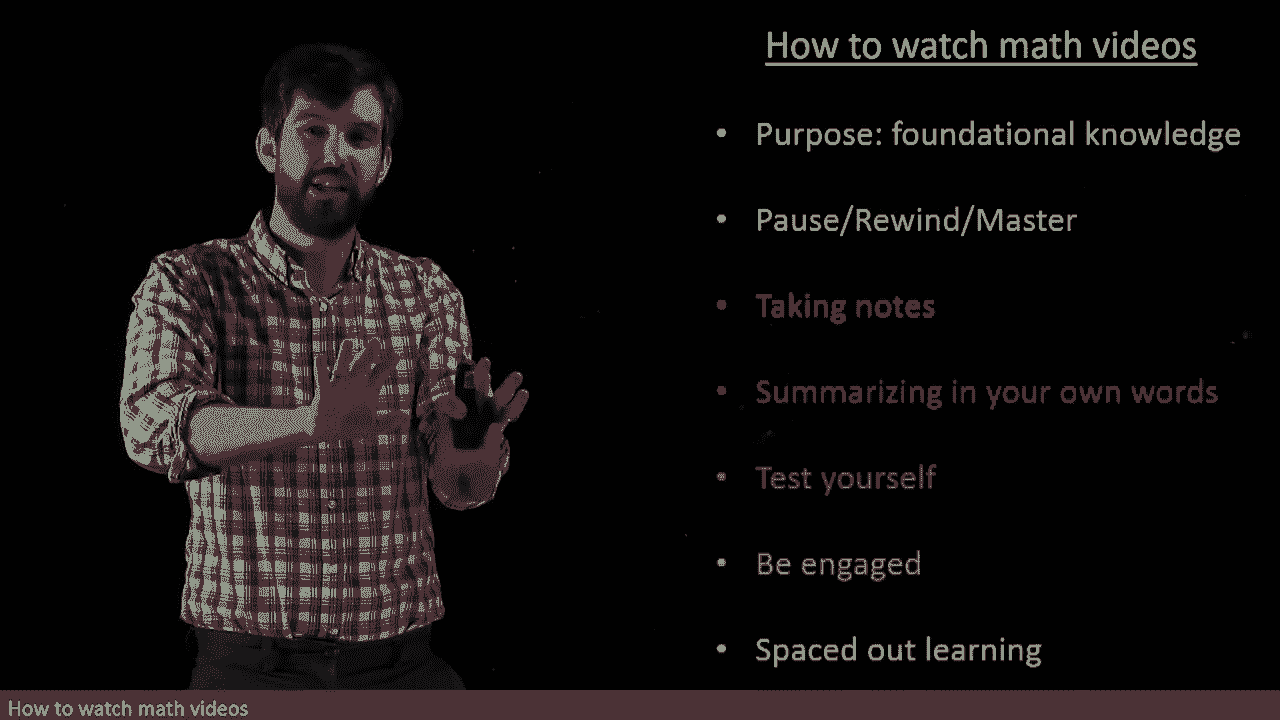 How to watch math videos
• Purpose: foundational knowledge
• Pause/Rewind/Master
• Taking notes
• Summarizing in your own words
• Test yourself
• Be engaged
• Spaced out learning
How to watch math videos